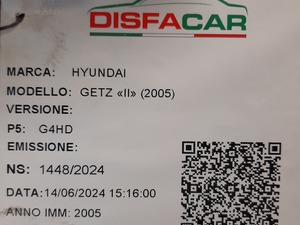 DISFACAR
MARCA: HYUNDAI
MODELLO: GETZ «II» (2005)
VERSIONE:
P5: G4HD
EMISSIONE:
NS: 1448/2024
DATA:14/06/2024 15:16:00
ANNO IMM: 2005